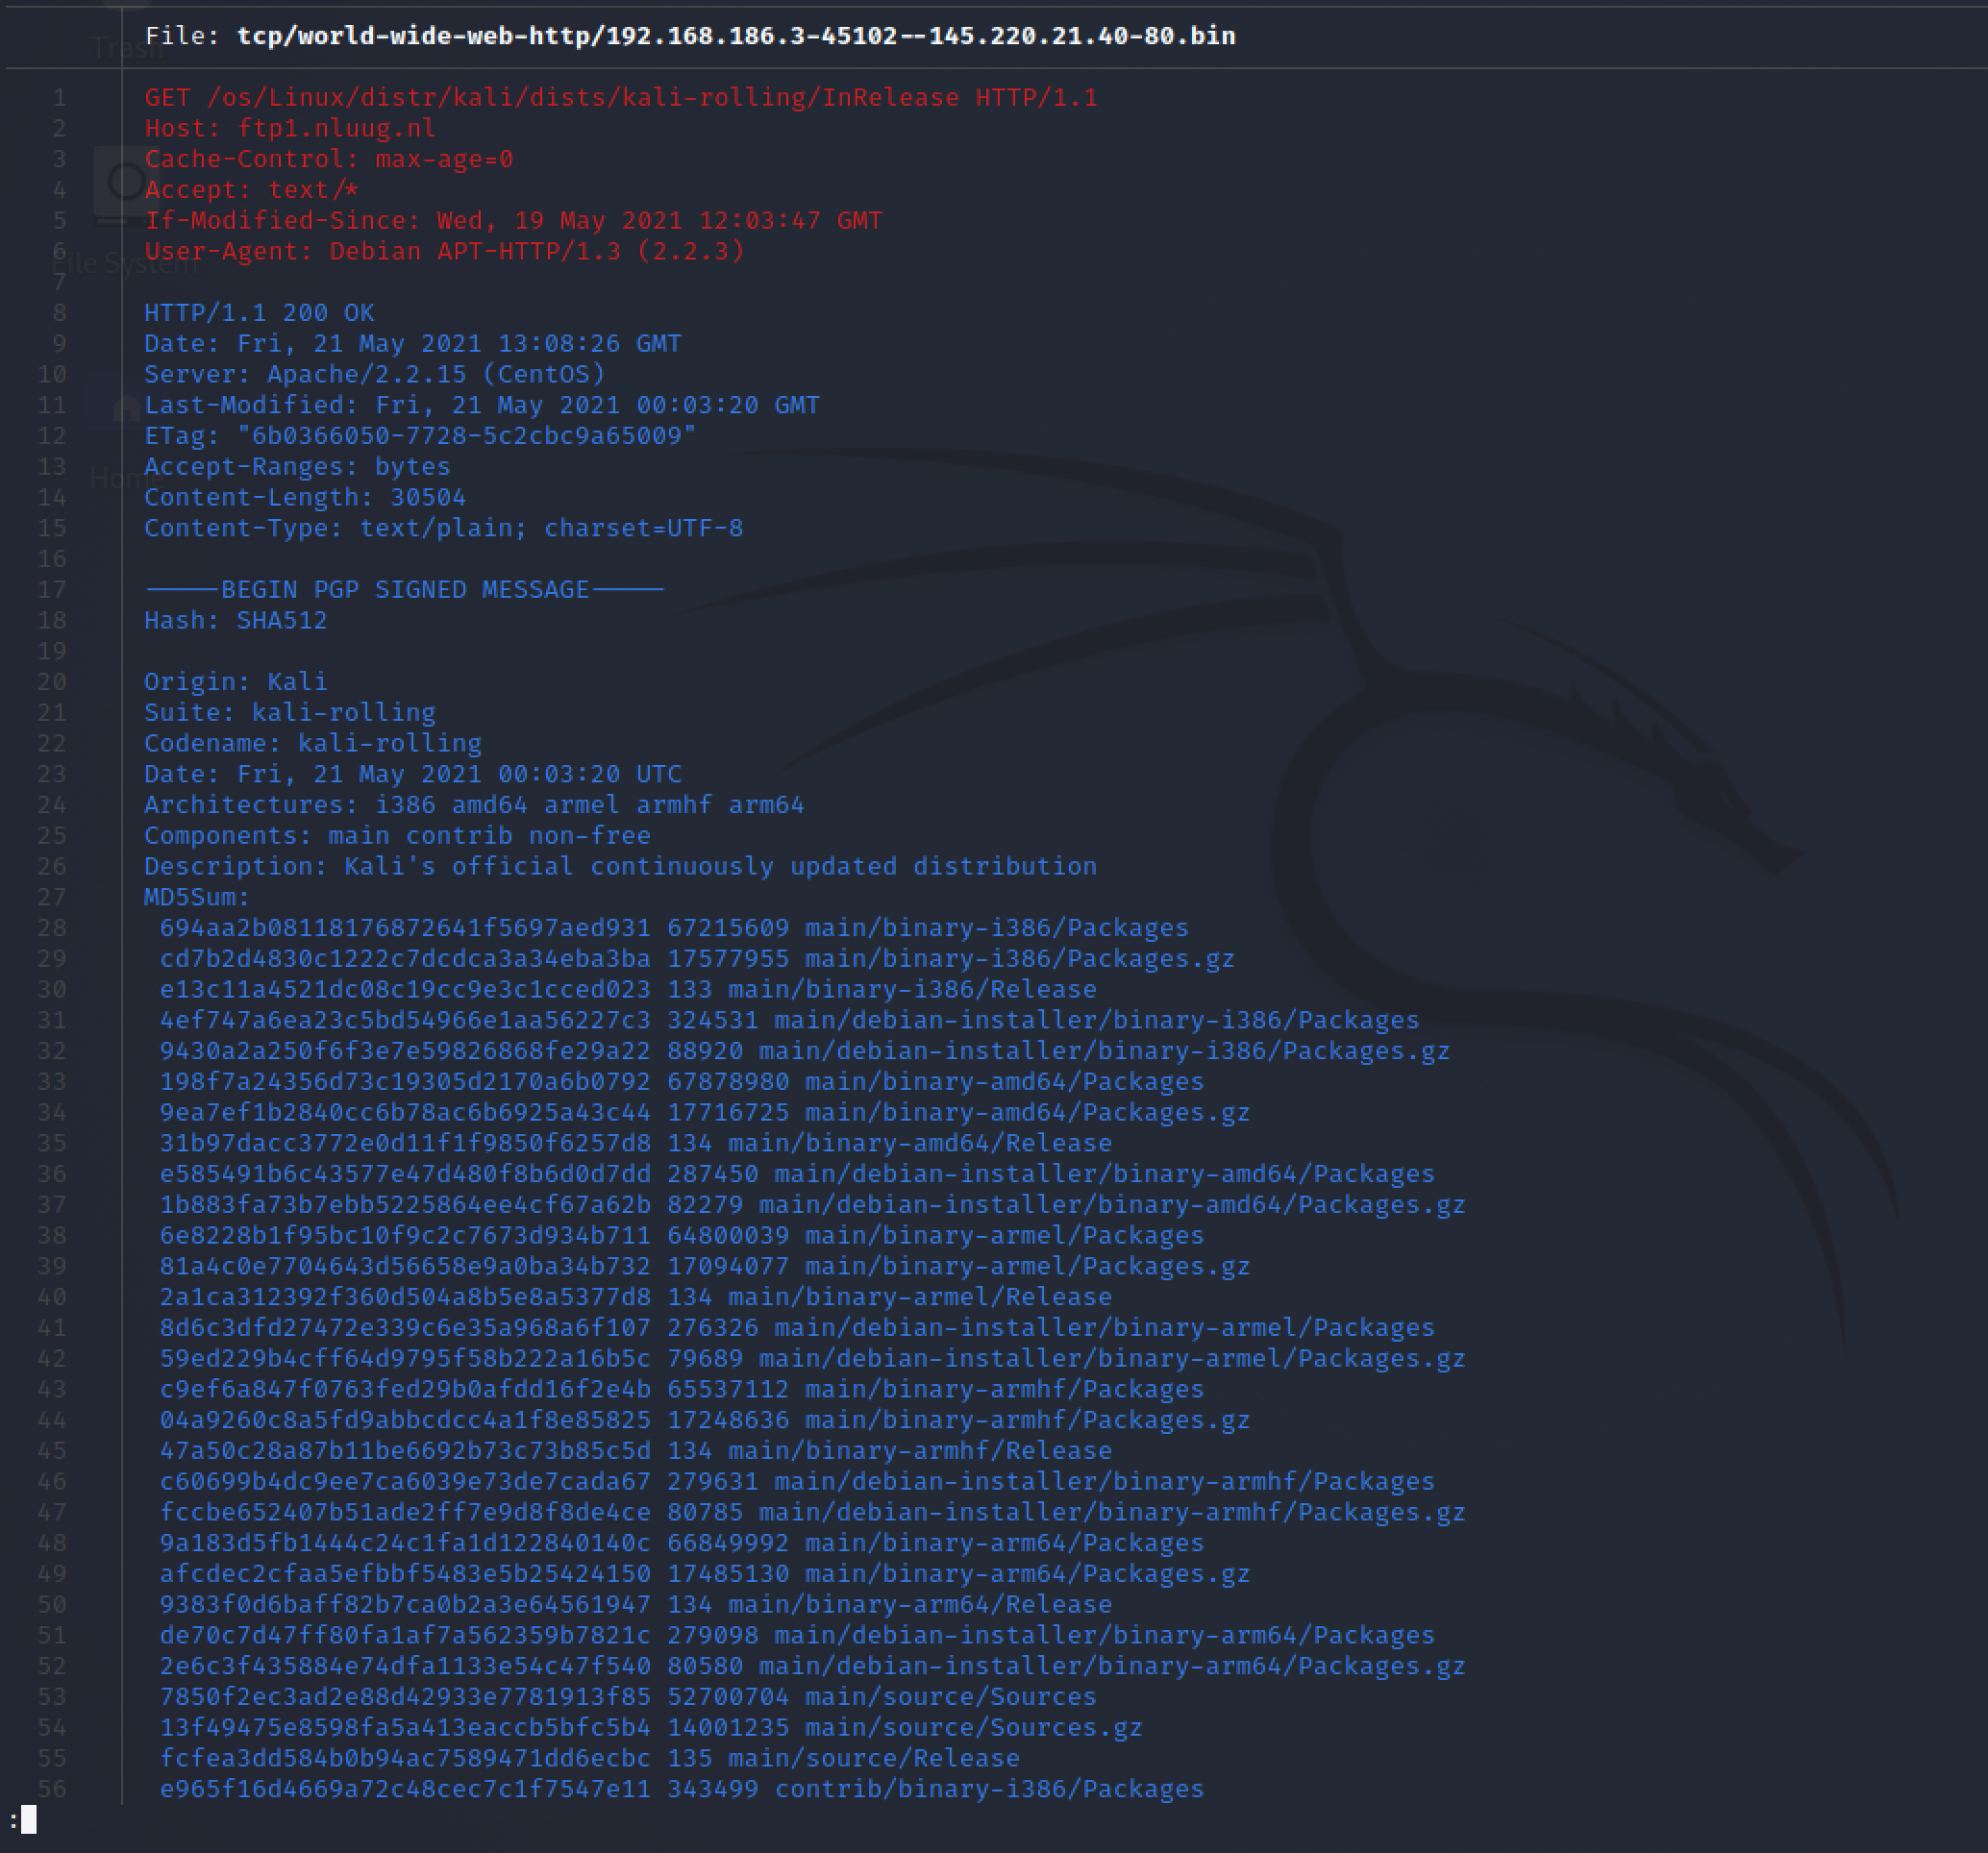 File: tcp/world-wide-web-http/192.168.186.3-45102--145.220.21.40-80.bin
1 GET /os/Linux/distr/kali/dists/kali-rolling/InRelease HTTP/1.1
2 Host: ftp1.nluug.nl
3 Cache-Control: max-age=0
4 Accept: text/*
5 If-Modified-Since: Wed, 19 May 2021 12:03:47 GMT
6 User-Agent: Debian APT-HTTP/1.3 (2.2.3)
7
8 HTTP/1.1 200 OK
9 Date: Fri, 21 May 2021 13:08:26 GMT
10 Server: Apache/2.2.15 (CentOS)
11 Last-Modified: Fri, 21 May 2021 00:03:20 GMT
12 ETag: "6b0366050-7728-5c2cbc9a65009"
13 Accept-Ranges: bytes
14 Content-Length: 30504
15 Content-Type: text/plain; charset=UTF-8
16
17 -----BEGIN PGP SIGNED MESSAGE-----
18 Hash: SHA512
19
20 Origin: Kali
21 Suite: kali-rolling
22 Codename: kali-rolling
23 Date: Fri, 21 May 2021 00:03:20 UTC
24 Architectures: i386 amd64 armel armhf arm64
25 Components: main contrib non-free
26 Description: Kali's official continuously updated distribution
27 MD5Sum:
28 694aa2b08118176872641f5697aed931 67215609 main/binary-i386/Packages
29 cd7b2d4830c1222c7dcdca3a34eba3ba 17577955 main/binary-i386/Packages.gz
30 e13c11a4521dc08c19cc9e3c1cced023 133 main/binary-i386/Release
31 4ef747a6ea23c5bd54966e1aa56227c3 324531 main/debian-installer/binary-i386/Packages
32 9430a2a250f6f3e7e59826868fe29a22 88920 main/debian-installer/binary-i386/Packages.gz
33 198f7a24356d73c19305d2170a6b0792 67878980 main/binary-amd64/Packages
34 9ea7ef1b2840cc6b78ac6b6925a43c44 17716725 main/binary-amd64/Packages.gz
35 31b97dacc3772e0d11f1f9850f6257d8 134 main/binary-amd64/Release
36 e585491b6c43577e47d480f8b6d0d7dd 287450 main/debian-installer/binary-amd64/Packages
37 1b883fa73b7ebb5225864ee4cf67a62b 82279 main/debian-installer/binary-amd64/Packages.gz
38 6e8228b1f95bc10f9c2c7673d934b711 64800039 main/binary-armel/Packages
39 81a4c0e7704643d56658e9a0ba34b732 17094077 main/binary-armel/Packages.gz
40 2a1ca312392f360d504a8b5e8a5377d8 134 main/binary-armel/Release
41 8d6c3dfd27472e339c6e35a968a6f107 276326 main/debian-installer/binary-armel/Packages
42 59ed229b4cff64d9795f58b222a16b5c 79689 main/debian-installer/binary-armel/Packages.gz
43 c9ef6a847f0763fed29b0afdd16f2e4b 65537112 main/binary-armhf/Packages
44 04a9260c8a5fd9abbcdcc4a1f8e85825 17248636 main/binary-armhf/Packages.gz
45 47a50c28a87b11be6692b73c73b85c5d 134 main/binary-armhf/Release
46 c60699b4dc9ee7ca6039e73de7cada67 279631 main/debian-installer/binary-armhf/Packages
47 fccbe652407b51ade2ff7e9d8f8de4ce 80785 main/debian-installer/binary-armhf/Packages.gz
48 9a183d5fb1444c24c1fa1d122840140c 66849992 main/binary-arm64/Packages
49 afcdec2cfaa5efbbf5483e5b25424150 17485130 main/binary-arm64/Packages.gz
50 9383f0d6baff82b7ca0b2a3e64561947 134 main/binary-arm64/Release
51 de70c7d47ff80fa1af7a562359b7821c 279098 main/debian-installer/binary-arm64/Packages
52 2e6c3f435884e74dfa1133e54c47f540 80580 main/debian-installer/binary-arm64/Packages.gz
53 7850f2ec3ad2e88d42933e7781913f85 52700704 main/source/Sources
54 13f49475e8598fa5a413eaccb5bfc5b4 14001235 main/source/Sources.gz
55 fcfea3dd584b0b94ac7589471dd6ecbc 135 main/source/Release
56 e965f16d4669a72c48cec7c1f7547e11 343499 contrib/binary-i386/Packages
:
Trash
File System
Home